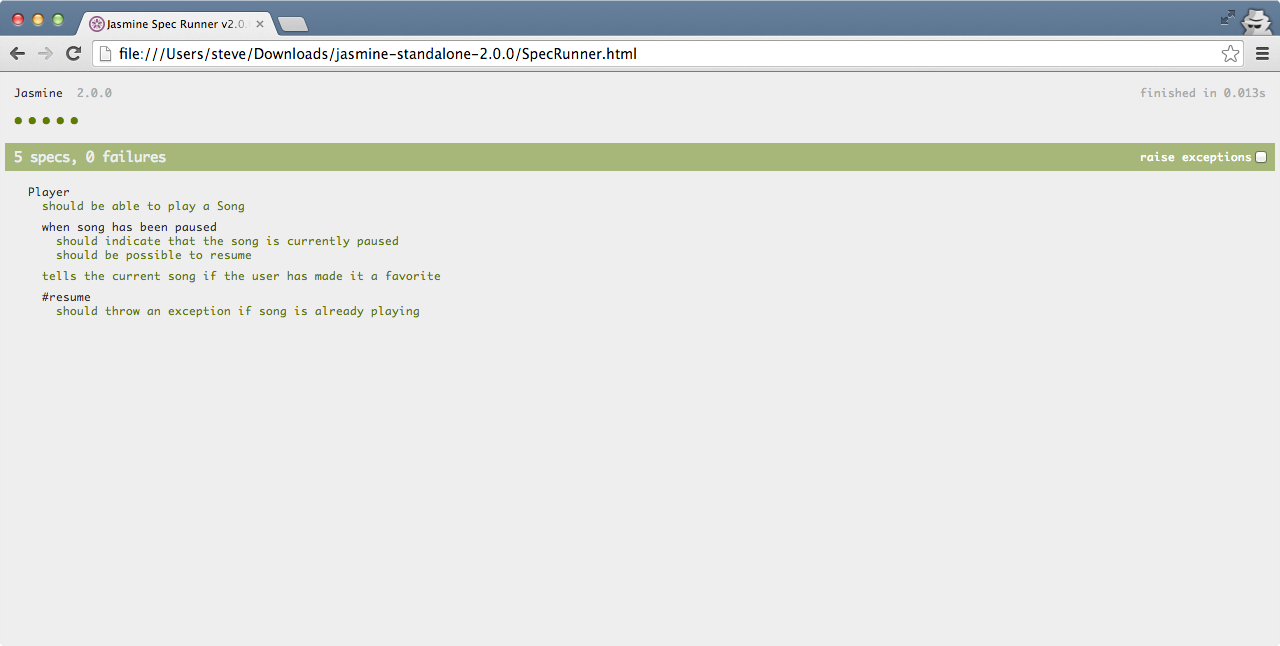 Jasmine Spec Runner v2.0.
file:///Users/steve/Downloads/jasmine-standalone-2.0.0/SpecRunner.html
Jasmine 2.0.0 finished in 0.013s
5 specs, 0 failures raise exceptions
Player
should be able to play a Song
when song has been paused
should indicate that the song is currently paused
should be possible to resume
tells the current song if the user has made it a favorite
#resume
should throw an exception if song is already playing